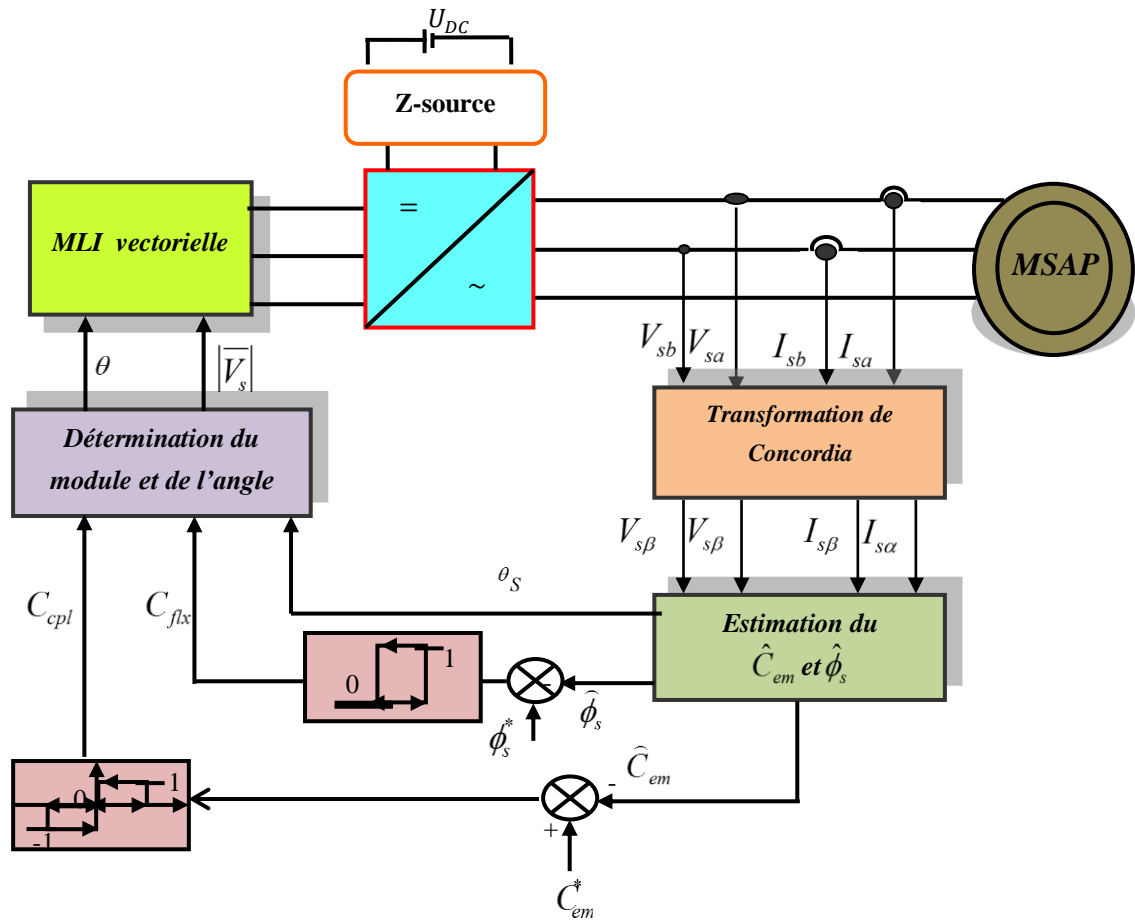 U_DC
Z-source
=
~
MLI vectorielle
MSAP
V_sb V_sa I_sb I_sa
θ |V̅_s|
Transformation de
Concordia
Détermination du
module et de l'angle
V_sβ V_sβ I_sβ I_sα
θ_S
C_cpl C_flx
Estimation du
Ĉ_em et ϕ̂_s
0 1
-
ϕ_s^* ϕ̂_s
Ĉ_em
0 1
-1
-
+
C_em^*